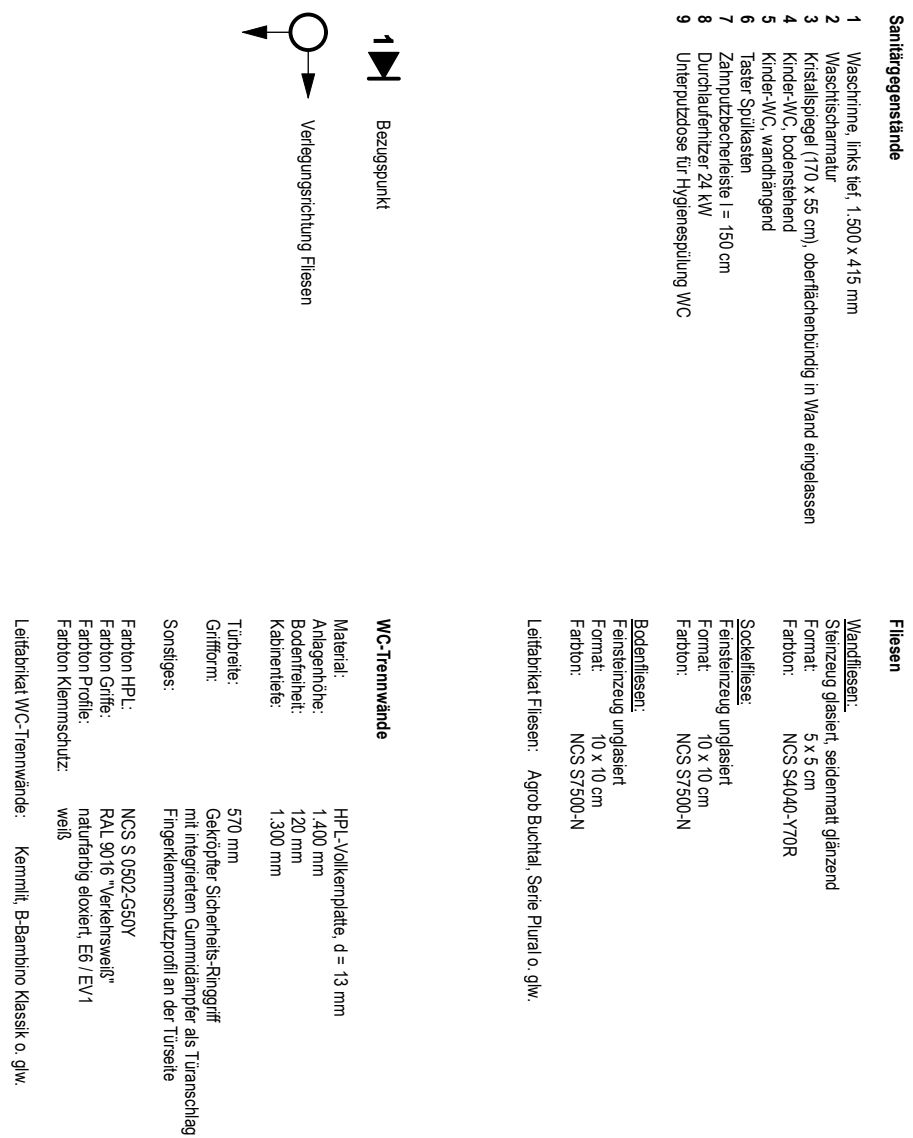 Sanitärgegenstände
1 Waschrinne, links tief, 1.500 x 415 mm
2 Waschtischarmatur
3 Kristallspiegel (170 x 55 cm), oberflächenbündig in Wand eingelassen
4 Kinder-WC, bodenstehend
5 Kinder-WC, wandhängend
6 Taster Spülkasten
7 Zahnputzbecherleiste l = 150 cm
8 Durchlauferhitzer 24 kW
9 Unterputzdose für Hygienespülung WC
1 Bezugspunkt
Verlegungsrichtung Fliesen
Fliesen
Wandfliesen:
Steinzeug glasiert, seidenmatt glänzend
Format: 5 x 5 cm
Farbton: NCS S4040-Y70R
Sockelfliese:
Feinsteinzeug unglasiert
Format: 10 x 10 cm
Farbton: NCS S7500-N
Bodenfliesen:
Feinsteinzeug unglasiert
Format: 10 x 10 cm
Farbton: NCS S7500-N
Leitfabrikat Fliesen: Agrob Buchtal, Serie Plural o. glw.
WC-Trennwände
Material: HPL-Vollkernplatte, d = 13 mm
Anlagenhöhe: 1.400 mm
Bodenfreiheit: 120 mm
Kabinentiefe: 1.300 mm
Türbreite: 570 mm
Griffform: Gekröpfter Sicherheits-Ringgriff
mit integriertem Gummidämpfer als Türanschlag
Sonstiges: Fingerklemmschutzprofil an der Türseite
Farbton HPL: NCS S 0502-G50Y
Farbton Griffe: RAL 9016 "Verkehrsweiß"
Farbton Profile: naturfarbig eloxiert, E6 / EV1
Farbton Klemmschutz: weiß
Leitfabrikat WC-Trennwände: Kemmlit, B-Bambino Klassik o. glw.